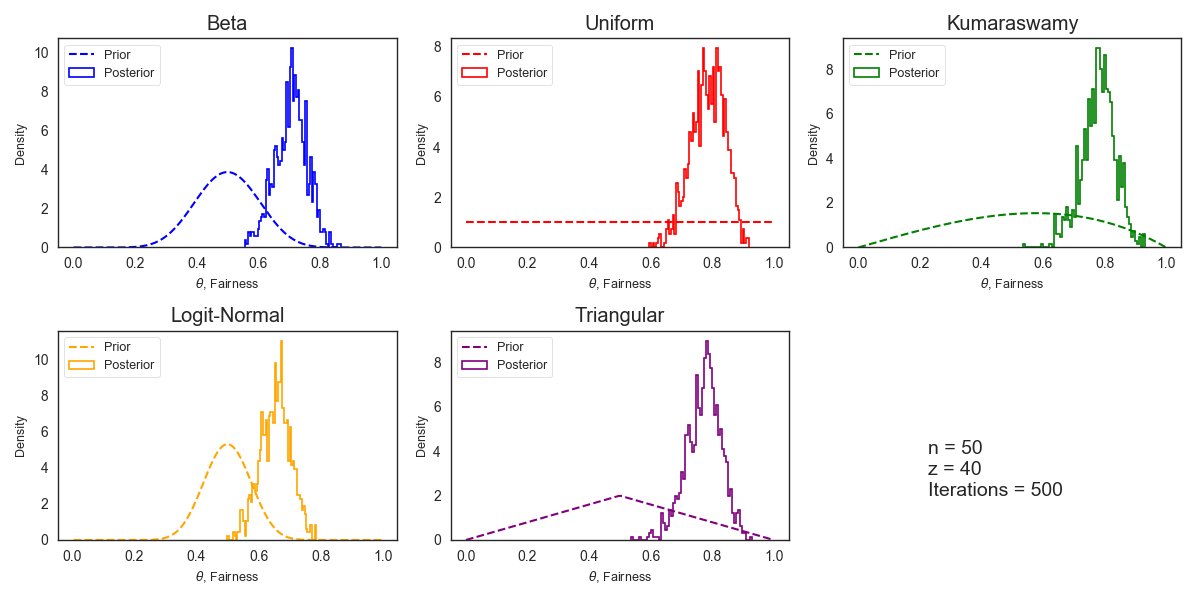 Beta
Prior
Posterior
10
8
6
4
2
0
Density
0.0 0.2 0.4 0.6 0.8 1.0
θ, Fairness
Uniform
Prior
Posterior
8
6
4
2
0
Density
0.0 0.2 0.4 0.6 0.8 1.0
θ, Fairness
Kumaraswamy
Prior
Posterior
8
6
4
2
0
Density
0.0 0.2 0.4 0.6 0.8 1.0
θ, Fairness
Logit-Normal
Prior
Posterior
10
8
6
4
2
0
Density
0.0 0.2 0.4 0.6 0.8 1.0
θ, Fairness
Triangular
Prior
Posterior
8
6
4
2
0
Density
0.0 0.2 0.4 0.6 0.8 1.0
θ, Fairness
n = 50
z = 40
Iterations = 500